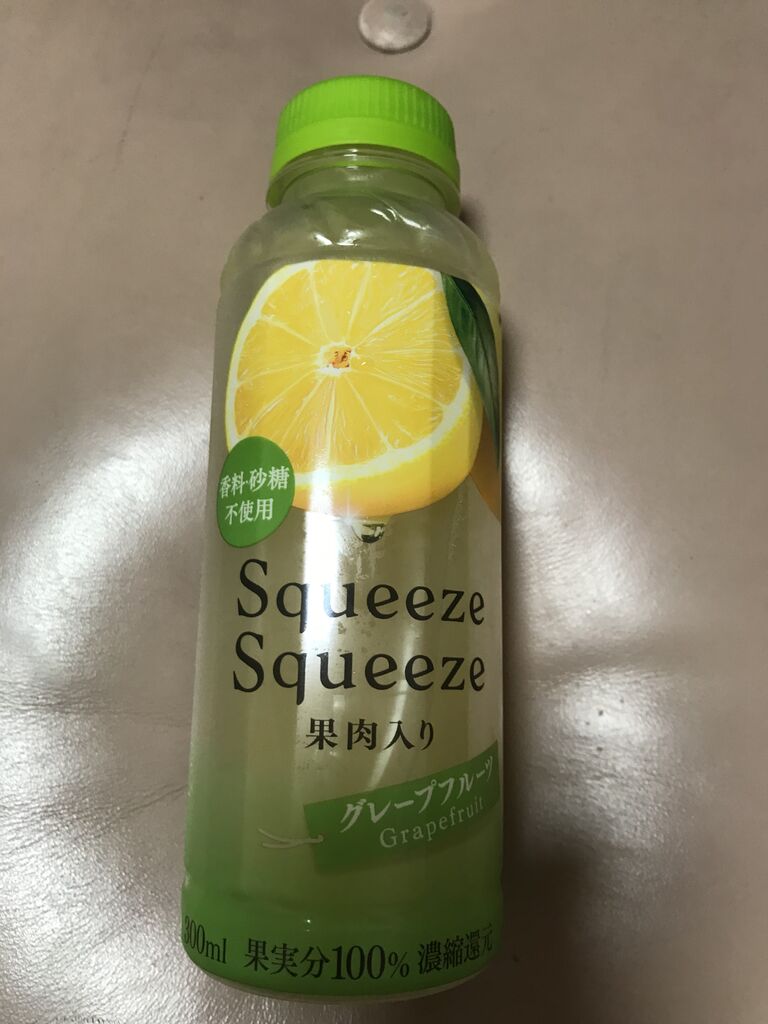 香料・砂糖
不使用
Squeeze
Squeeze
果肉入り
グレープフルーツ
Grapefruit
300ml 果実分100% 濃縮還元